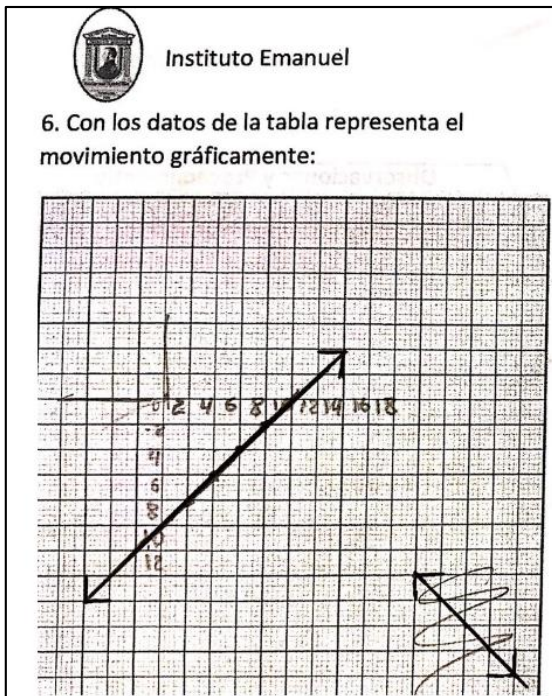 Instituto Emanuel
6. Con los datos de la tabla representa el
movimiento gráficamente:
0 2 4 6 8 10 12 14 16 18
-2
4
6
8
10
12